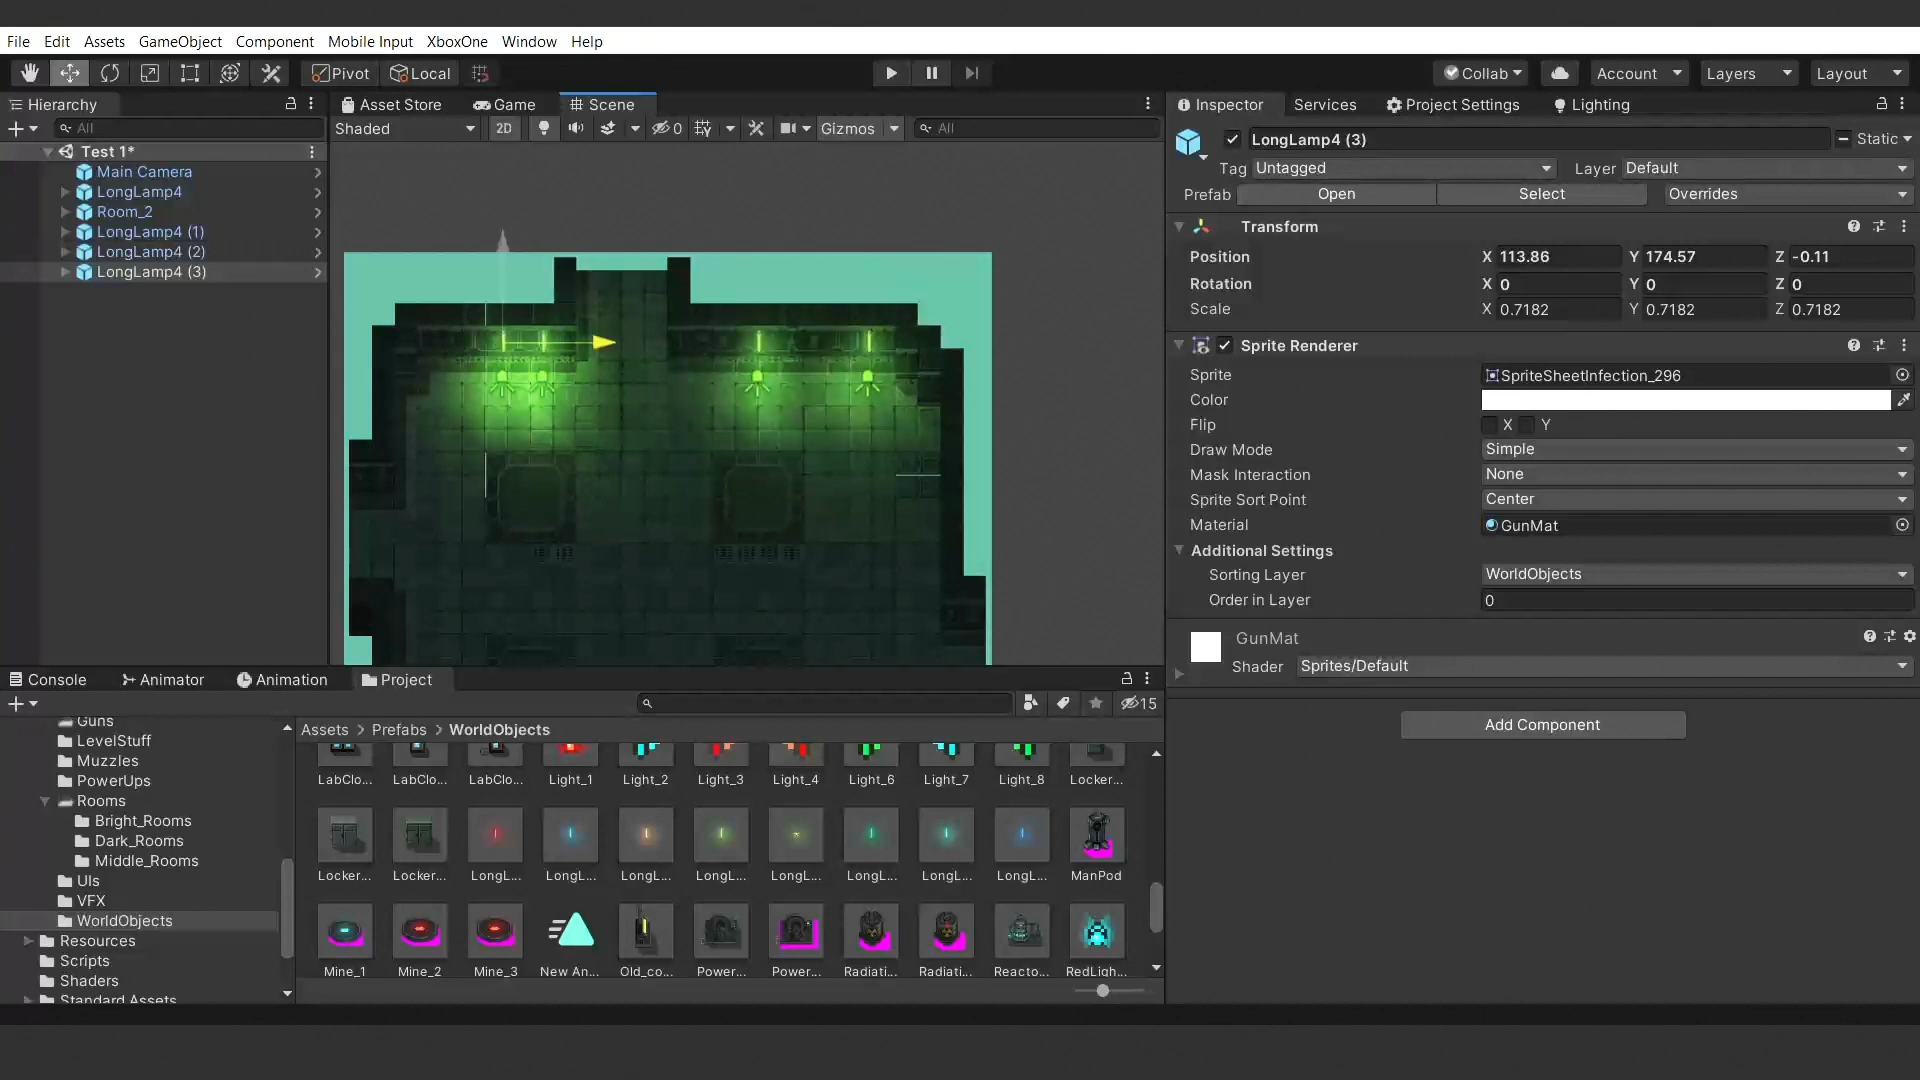 File Edit Assets GameObject Component Mobile Input XboxOne Window Help
Pivot Local Collab Account Layers Layout
Hierarchy
All
Test 1*
Main Camera
LongLamp4
Room_2
LongLamp4 (1)
LongLamp4 (2)
LongLamp4 (3)
Asset Store Game Scene
Shaded 2D 0 Gizmos All
Inspector Services Project Settings Lighting
LongLamp4 (3) Static
Tag Untagged Layer Default
Prefab Open Select Overrides
Transform
Position X 113.86 Y 174.57 Z -0.11
Rotation X 0 Y 0 Z 0
Scale X 0.7182 Y 0.7182 Z 0.7182
Sprite Renderer
Sprite SpriteSheetInfection_296
Color
Flip X Y
Draw Mode Simple
Mask Interaction None
Sprite Sort Point Center
Material GunMat
Additional Settings
Sorting Layer WorldObjects
Order in Layer 0
GunMat
Shader Sprites/Default
Add Component
Console Animator Animation Project
15
Guns
LevelStuff
Muzzles
PowerUps
Rooms
Bright_Rooms
Dark_Rooms
Middle_Rooms
UIs
VFX
WorldObjects
Resources
Scripts
Shaders
Standard Assets
Assets > Prefabs > WorldObjects
LabClo... LabClo... LabClo... Light_1 Light_2 Light_3 Light_4 Light_6 Light_7 Light_8 Locker...
Locker... Locker... LongL... LongL... LongL... LongL... LongL... LongL... LongL... LongL... ManPod
Mine_1 Mine_2 Mine_3 New An... Old_co... Power... Power... Radiati... Radiati... Reacto... RedLigh...